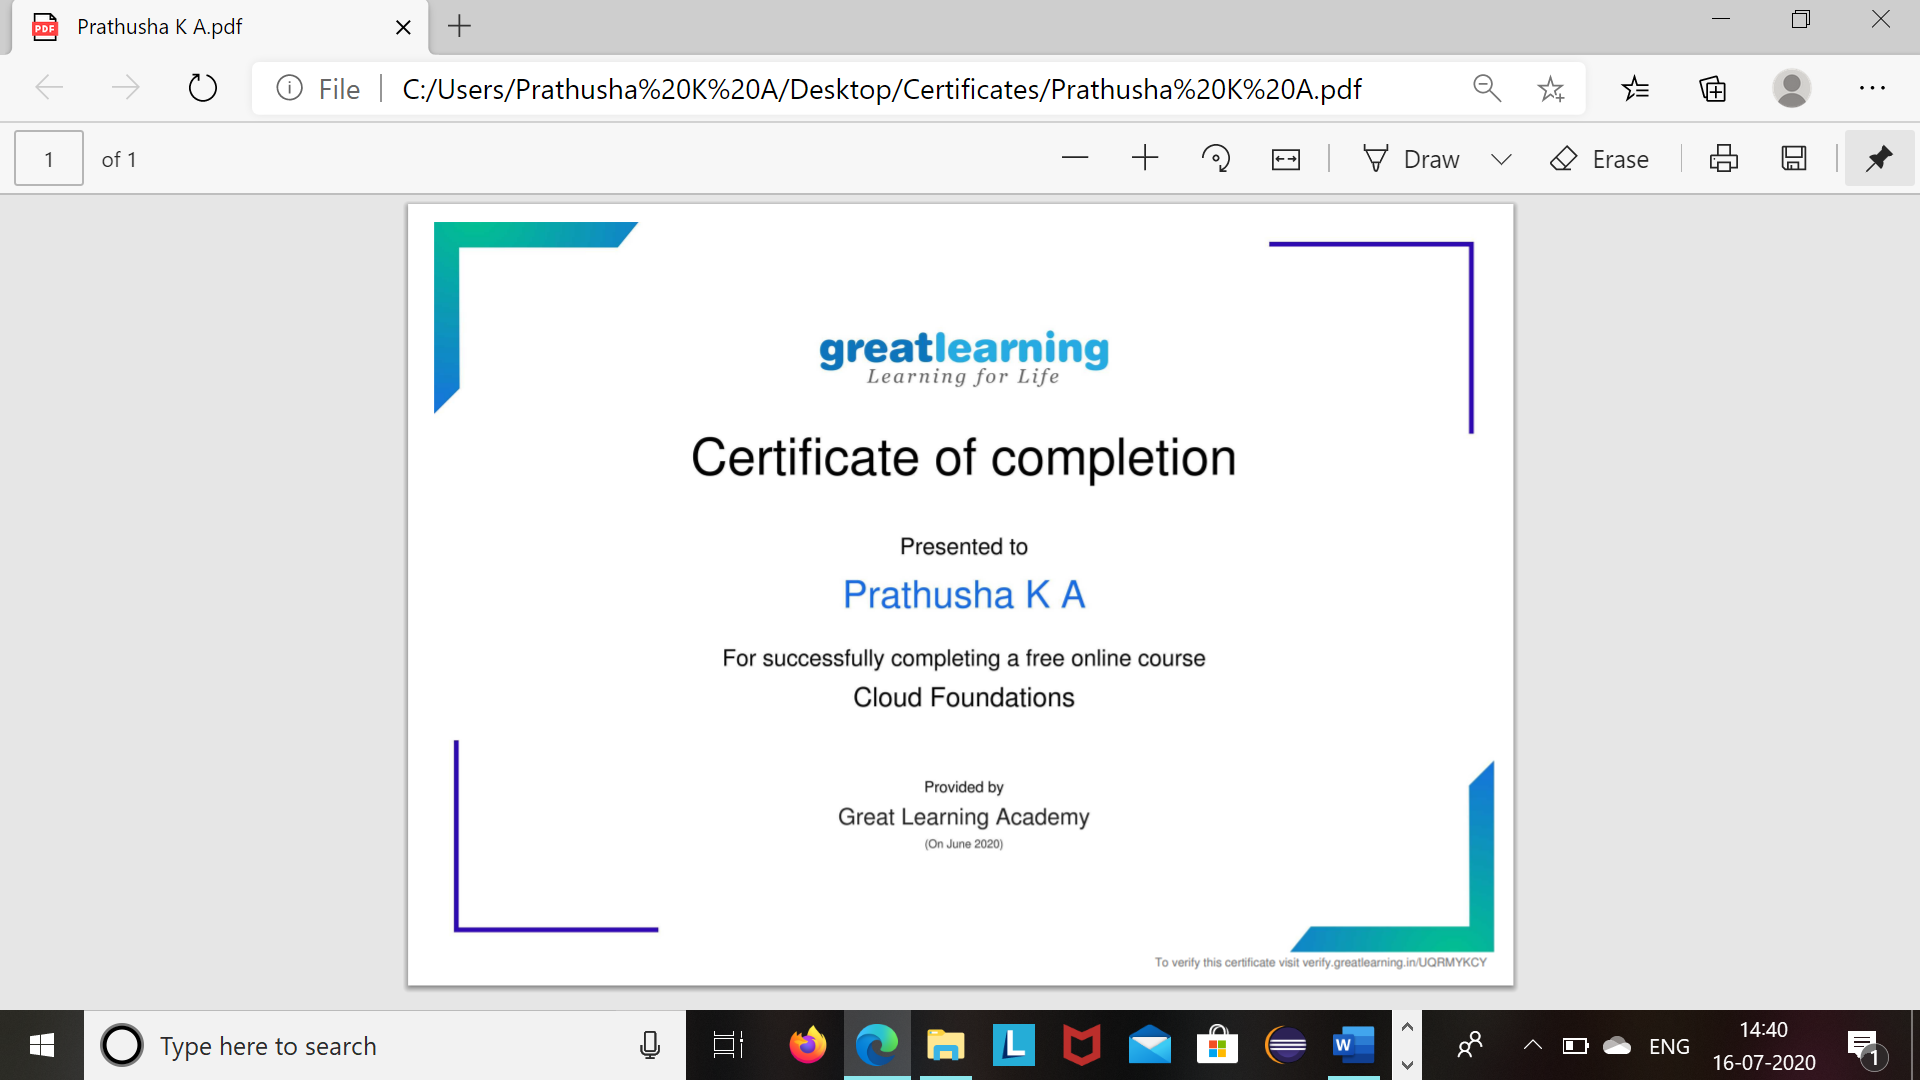 Prathusha K A.pdf
File
C:/Users/Prathusha%20K%20A/Desktop/Certificates/Prathusha%20K%20A.pdf
1 of 1
Draw
Erase
greatlearning
Learning for Life
Certificate of completion
Presented to
Prathusha K A
For successfully completing a free online course
Cloud Foundations
Provided by
Great Learning Academy
(On June 2020)
To verify this certificate visit verify.greatlearning.in/UQRMYKCY
Type here to search
ENG
14:40
16-07-2020
1